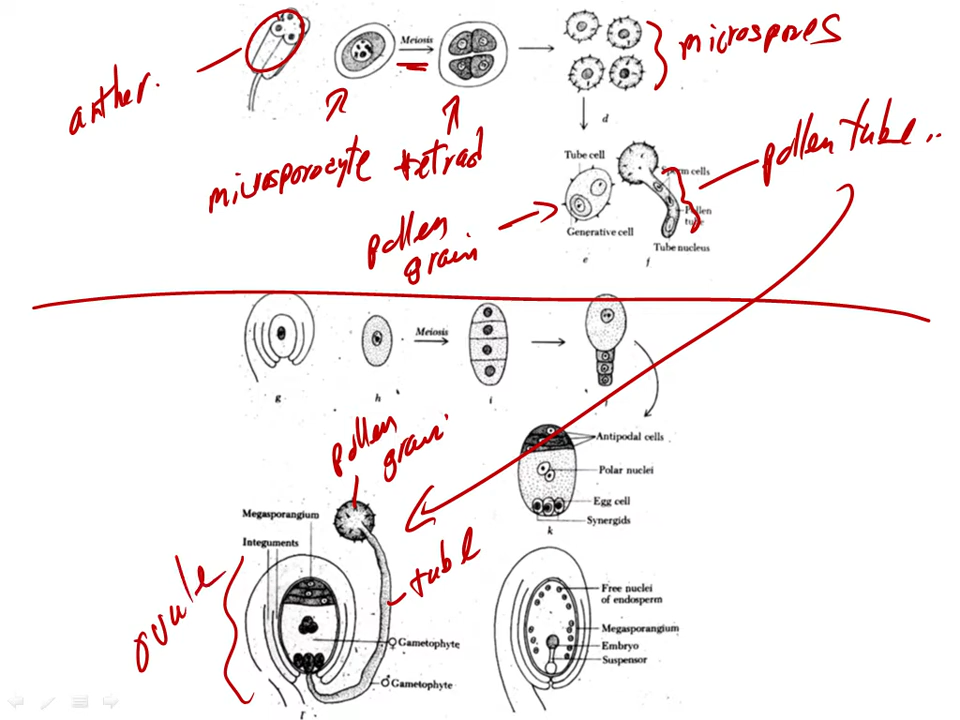 anther.
Meiosis
microspores
microsporocyte
tetrad
d
pollen tube..
Tube cell
Sperm cells
Pollen
tube
Generative cell
Tube nucleus
e
f
pollen
grain
Meiosis
g
h
i
j
pollen
grain
Antipodal cells
Polar nuclei
Egg cell
Synergids
k
Megasporangium
Integuments
tube
ovule
♀ Gametophyte
♂ Gametophyte
l
Free nuclei
of endosperm
Megasporangium
Embryo
Suspensor